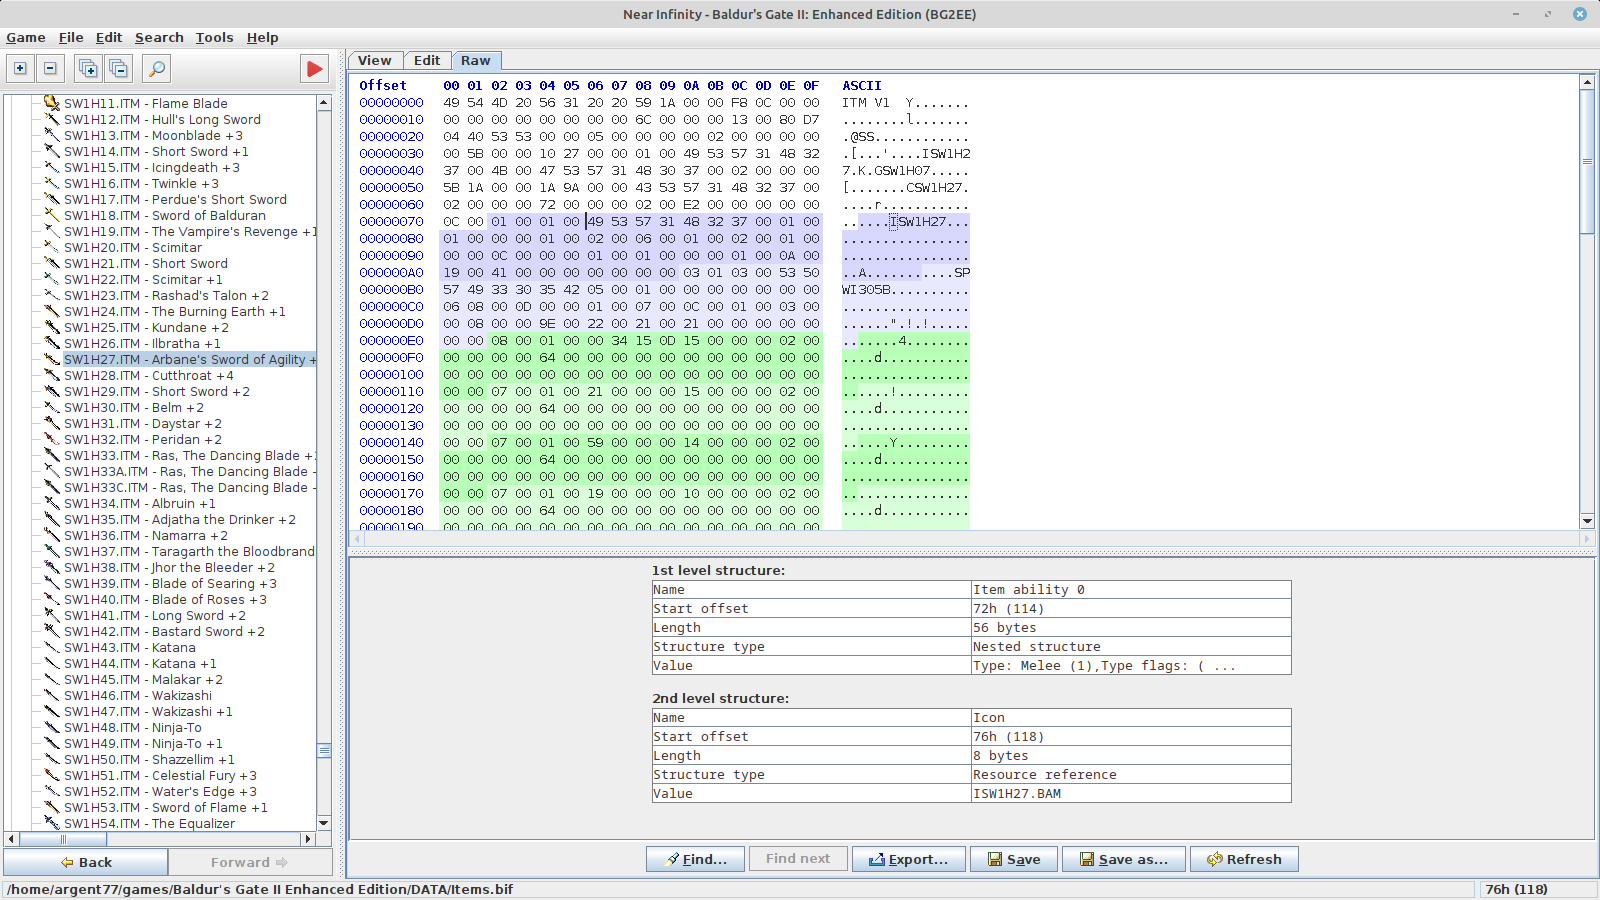 Near Infinity - Baldur's Gate II: Enhanced Edition (BG2EE)
Game File Edit Search Tools Help
SW1H11.ITM - Flame Blade
SW1H12.ITM - Hull's Long Sword
SW1H13.ITM - Moonblade +3
SW1H14.ITM - Short Sword +1
SW1H15.ITM - Icingdeath +3
SW1H16.ITM - Twinkle +3
SW1H17.ITM - Perdue's Short Sword
SW1H18.ITM - Sword of Balduran
SW1H19.ITM - The Vampire's Revenge +1
SW1H20.ITM - Scimitar
SW1H21.ITM - Short Sword
SW1H22.ITM - Scimitar +1
SW1H23.ITM - Rashad's Talon +2
SW1H24.ITM - The Burning Earth +1
SW1H25.ITM - Kundane +2
SW1H26.ITM - Ilbratha +1
SW1H27.ITM - Arbane's Sword of Agility +
SW1H28.ITM - Cutthroat +4
SW1H29.ITM - Short Sword +2
SW1H30.ITM - Belm +2
SW1H31.ITM - Daystar +2
SW1H32.ITM - Peridan +2
SW1H33.ITM - Ras, The Dancing Blade +
SW1H33A.ITM - Ras, The Dancing Blade -
SW1H33C.ITM - Ras, The Dancing Blade -
SW1H34.ITM - Albruin +1
SW1H35.ITM - Adjatha the Drinker +2
SW1H36.ITM - Namarra +2
SW1H37.ITM - Taragarth the Bloodbrand
SW1H38.ITM - Jhor the Bleeder +2
SW1H39.ITM - Blade of Searing +3
SW1H40.ITM - Blade of Roses +3
SW1H41.ITM - Long Sword +2
SW1H42.ITM - Bastard Sword +2
SW1H43.ITM - Katana
SW1H44.ITM - Katana +1
SW1H45.ITM - Malakar +2
SW1H46.ITM - Wakizashi
SW1H47.ITM - Wakizashi +1
SW1H48.ITM - Ninja-To
SW1H49.ITM - Ninja-To +1
SW1H50.ITM - Shazzellim +1
SW1H51.ITM - Celestial Fury +3
SW1H52.ITM - Water's Edge +3
SW1H53.ITM - Sword of Flame +1
SW1H54.ITM - The Equalizer
Back Forward
View Edit Raw
Offset 00 01 02 03 04 05 06 07 08 09 0A 0B 0C 0D 0E 0F ASCII
00000000 49 54 4D 20 56 31 20 20 59 1A 00 00 F8 0C 00 00 ITM V1  Y.......
00000010 00 00 00 00 00 00 00 00 6C 00 00 00 13 00 80 D7 ........l.......
00000020 04 40 53 53 00 00 05 00 00 00 00 02 00 00 00 00 .@SS............
00000030 00 5B 00 00 10 27 00 00 01 00 49 53 57 31 48 32 .[...'....ISW1H2
00000040 37 00 4B 00 47 53 57 31 48 30 37 00 02 00 00 00 7.K.GSW1H07.....
00000050 5B 1A 00 00 1A 9A 00 00 43 53 57 31 48 32 37 00 [.......CSW1H27.
00000060 02 00 00 00 72 00 00 00 02 00 E2 00 00 00 00 00 ....r...........
00000070 0C 00 01 00 01 00 49 53 57 31 48 32 37 00 01 00 ......ISW1H27...
00000080 01 00 00 00 01 00 02 00 06 00 01 00 02 00 01 00 ................
00000090 00 00 0C 00 00 00 01 00 01 00 00 00 01 00 0A 00 ................
000000A0 19 00 41 00 00 00 00 00 00 00 03 01 03 00 53 50 ..A...........SP
000000B0 57 49 33 30 35 42 05 00 01 00 00 00 00 00 00 00 WI305B..........
000000C0 06 08 00 0D 00 00 01 00 07 00 0C 00 01 00 03 00 ................
000000D0 00 08 00 00 9E 00 22 00 21 00 21 00 00 00 00 00 ......".!.!.....
000000E0 00 00 08 00 01 00 00 34 15 0D 15 00 00 00 02 00 .......4........
000000F0 00 00 00 00 64 00 00 00 00 00 00 00 00 00 00 00 ....d...........
00000100 00 00 00 00 00 00 00 00 00 00 00 00 00 00 00 00 ................
00000110 00 00 07 00 01 00 21 00 00 00 15 00 00 00 02 00 ......!.........
00000120 00 00 00 00 64 00 00 00 00 00 00 00 00 00 00 00 ....d...........
00000130 00 00 00 00 00 00 00 00 00 00 00 00 00 00 00 00 ................
00000140 00 00 07 00 01 00 59 00 00 00 14 00 00 00 02 00 ......Y.........
00000150 00 00 00 00 64 00 00 00 00 00 00 00 00 00 00 00 ....d...........
00000160 00 00 00 00 00 00 00 00 00 00 00 00 00 00 00 00 ................
00000170 00 00 07 00 01 00 19 00 00 00 10 00 00 00 02 00 ................
00000180 00 00 00 00 64 00 00 00 00 00 00 00 00 00 00 00 ....d...........
00000190 00 00 00 00 00 00 00 00 00 00 00 00 00 00 00 00
1st level structure:
Name Item ability 0
Start offset 72h (114)
Length 56 bytes
Structure type Nested structure
Value Type: Melee (1),Type flags: ( ...
2nd level structure:
Name Icon
Start offset 76h (118)
Length 8 bytes
Structure type Resource reference
Value ISW1H27.BAM
Find... Find next Export... Save Save as... Refresh
/home/argent77/games/Baldur's Gate II Enhanced Edition/DATA/Items.bif 76h (118)